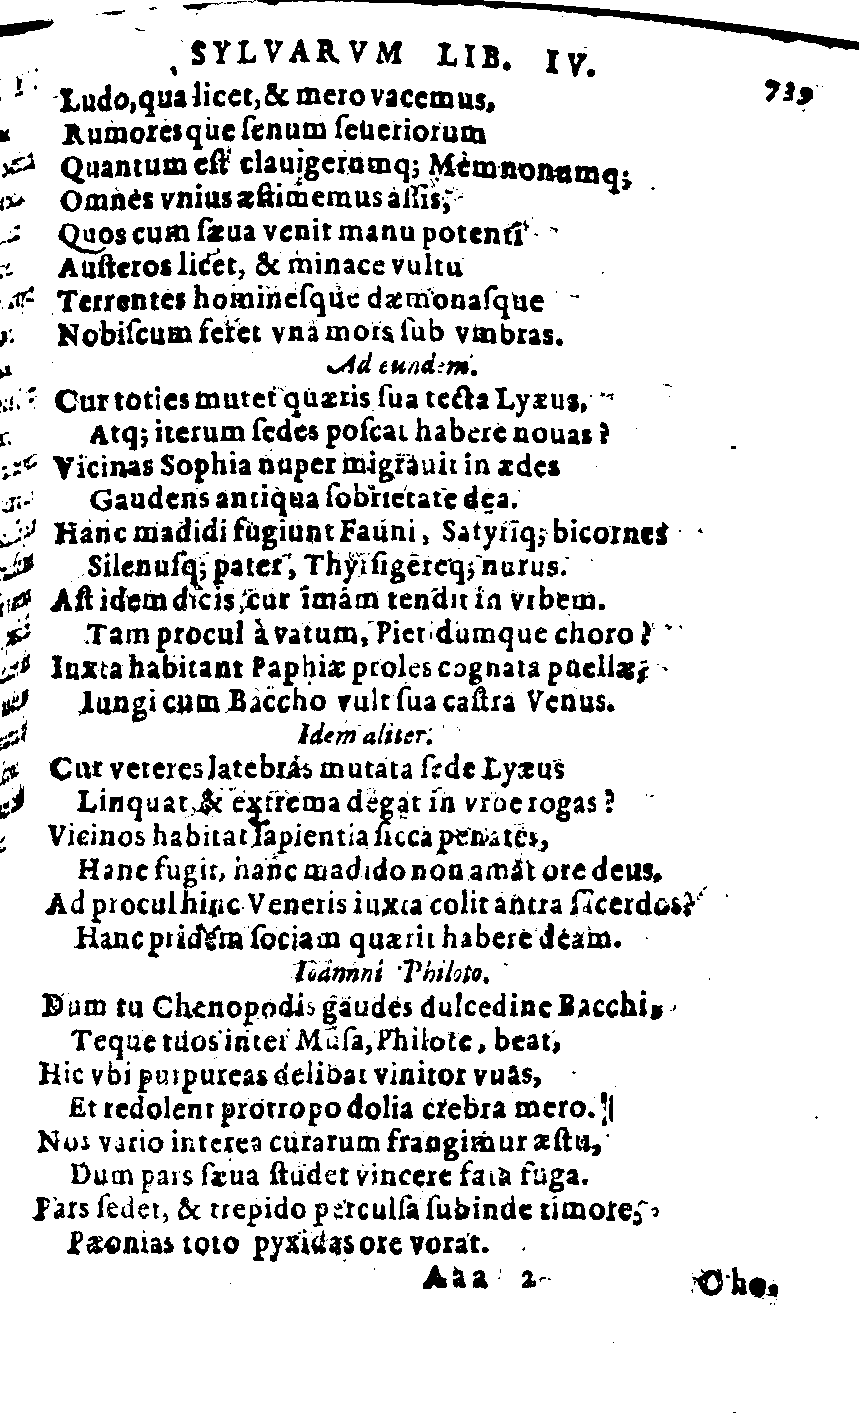 SYLVARVM LIB. IV.
739
Ludo, qua licet, & mero vacemus,
Rumoresque ſenum ſeueriorum
Quantum eſt clauigerumq; Memnonumq;
Omnes vnius æſtimemus aſſis,
Quos cum ſæua venit manu potenti
Auſteros licet, & minace vultu
Terrentes hominesque dæmonaſque
Nobiſcum feret vna mors ſub vmbras.
Ad eundem.
Cur toties mutet quæris ſua tecta Lyæus,
Atq; iterum ſedes poſcat habere nouas?
Vicinas Sophia nuper migrauit in ædes
Gaudens antiqua ſobrietate dea.
Hanc madidi fugiunt Fauni, Satyriq; bicornes
Silenuſq; pater, Thyrſigereq; nurus.
Aſt idem dicis, cur imam tendit in vrbem.
Tam procul à vatum, Pieridumque choro?
Iuxta habitant Paphiæ proles cognata puellæ;
Iungi cum Baccho vult ſua caſtra Venus.
Idem aliter.
Cur veteres latebras mutata ſede Lyæus
Linquat & extrema degat in vrbe rogas?
Vicinos habitat ſapientia ſicca penates,
Hanc fugit, hanc madido non amat ore deus.
Ad procul hinc Veneris iuxta colit antra ſacerdos?
Hanc pridem ſociam quærit habere deam.
Ioanni Philoto.
Dum tu Chenopodis gaudes dulcedine Bacchi,
Teque tuos inter Muſa, Philote, beat,
Hic vbi purpureas delibat vinitor vuas,
Et redolent protropo dolia crebra mero.
Nos vario interea curarum frangimur æſtu,
Dum pars ſæua ſtudet vincere fata fuga.
Pars ſedet, & trepido perculſa ſubinde timore,
Pæonias toto pyxidas ore vorat.
Aaa 2
Ohe.